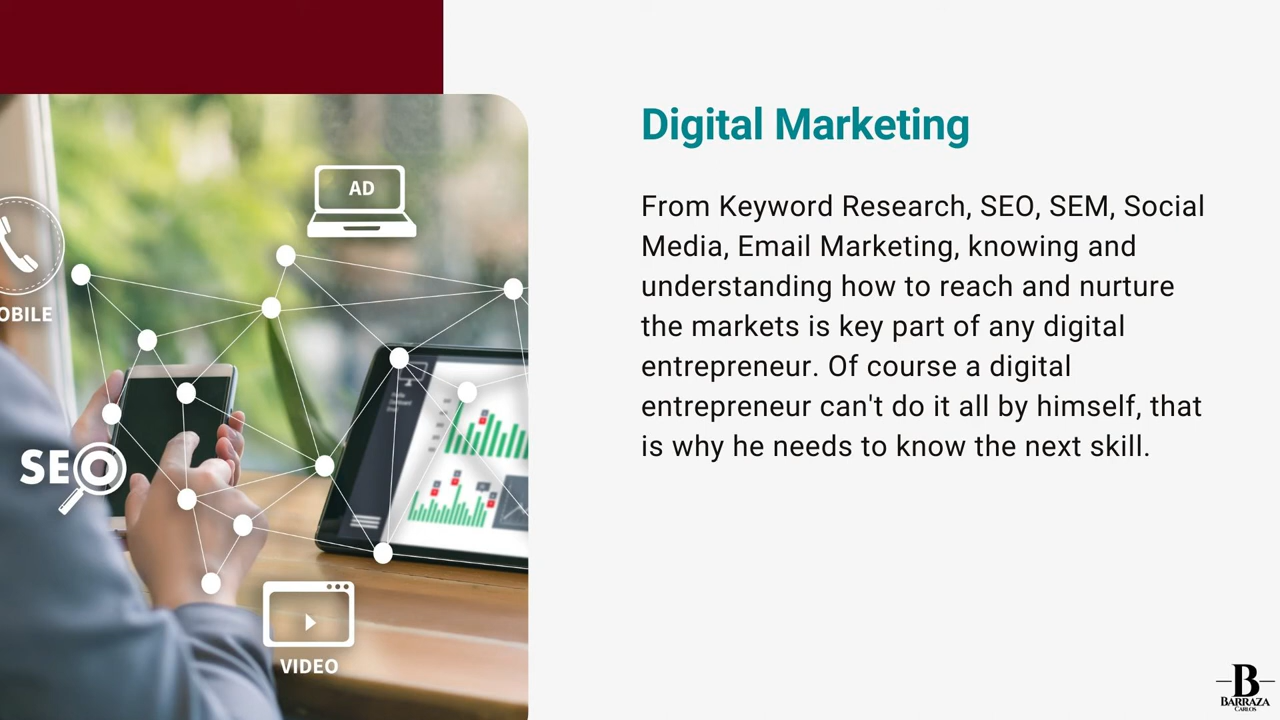 Digital Marketing
From Keyword Research, SEO, SEM, Social
Media, Email Marketing, knowing and
understanding how to reach and nurture
the markets is key part of any digital
entrepreneur. Of course a digital
entrepreneur can't do it all by himself, that
is why he needs to know the next skill.
AD
OBILE
SEO
VIDEO
B
BARRAZA
CARLOS